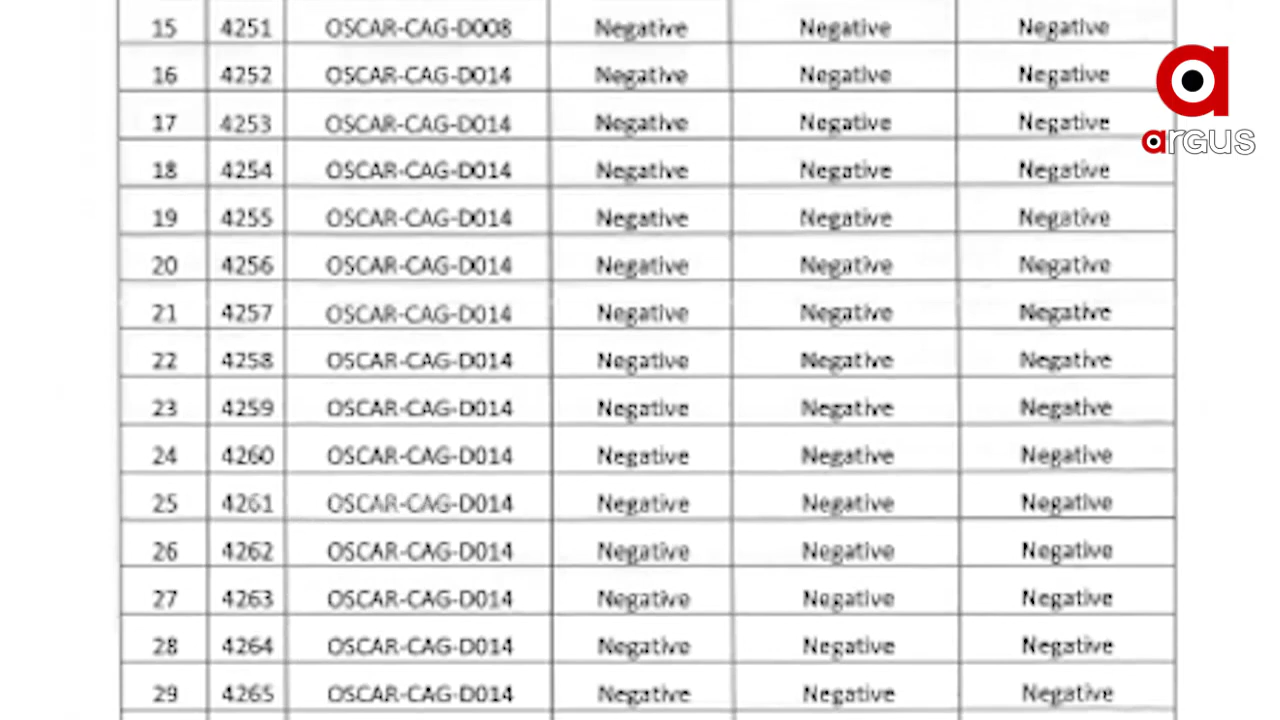 15 4251 OSCAR-CAG-D008 Negative Negative Negative
16 4252 OSCAR-CAG-D014 Negative Negative Negative
17 4253 OSCAR-CAG-D014 Negative Negative Negative
18 4254 OSCAR-CAG-D014 Negative Negative Negative
19 4255 OSCAR-CAG-D014 Negative Negative Negative
20 4256 OSCAR-CAG-D014 Negative Negative Negative
21 4257 OSCAR-CAG-D014 Negative Negative Negative
22 4258 OSCAR-CAG-D014 Negative Negative Negative
23 4259 OSCAR-CAG-D014 Negative Negative Negative
24 4260 OSCAR-CAG-D014 Negative Negative Negative
25 4261 OSCAR-CAG-D014 Negative Negative Negative
26 4262 OSCAR-CAG-D014 Negative Negative Negative
27 4263 OSCAR-CAG-D014 Negative Negative Negative
28 4264 OSCAR-CAG-D014 Negative Negative Negative
29 4265 OSCAR-CAG-D014 Negative Negative Negative
a
argus